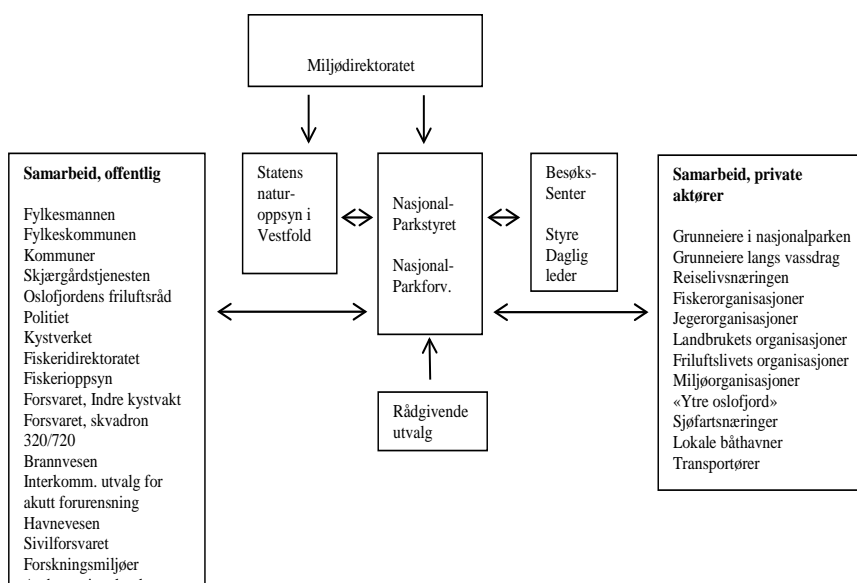 Miljødirektoratet
Samarbeid, offentlig
Fylkesmannen
Fylkeskommunen
Kommuner
Skjærgårdstjenesten
Oslofjordens friluftsråd
Politiet
Kystverket
Fiskeridirektoratet
Fiskerioppsyn
Forsvaret, Indre kystvakt
Forsvaret, skvadron
320/720
Brannvesen
Interkomm. utvalg for
akutt forurensning
Havnevesen
Sivilforsvaret
Forskningsmiljøer
Statens
natur-
oppsyn i
Vestfold
Nasjonal-
Parkstyret
Nasjonal-
Parkforv.
Besøks-
Senter
Styre
Daglig
leder
Samarbeid, private
aktører
Grunneiere i nasjonalparken
Grunneiere langs vassdrag
Reiselivsnæringen
Fiskerorganisasjoner
Jegerorganisasjoner
Landbrukets organisasjoner
Friluftslivets organisasjoner
Miljøorganisasjoner
«Ytre oslofjord»
Sjøfartsnæringer
Lokale båthavner
Transportører
Rådgivende
utvalg